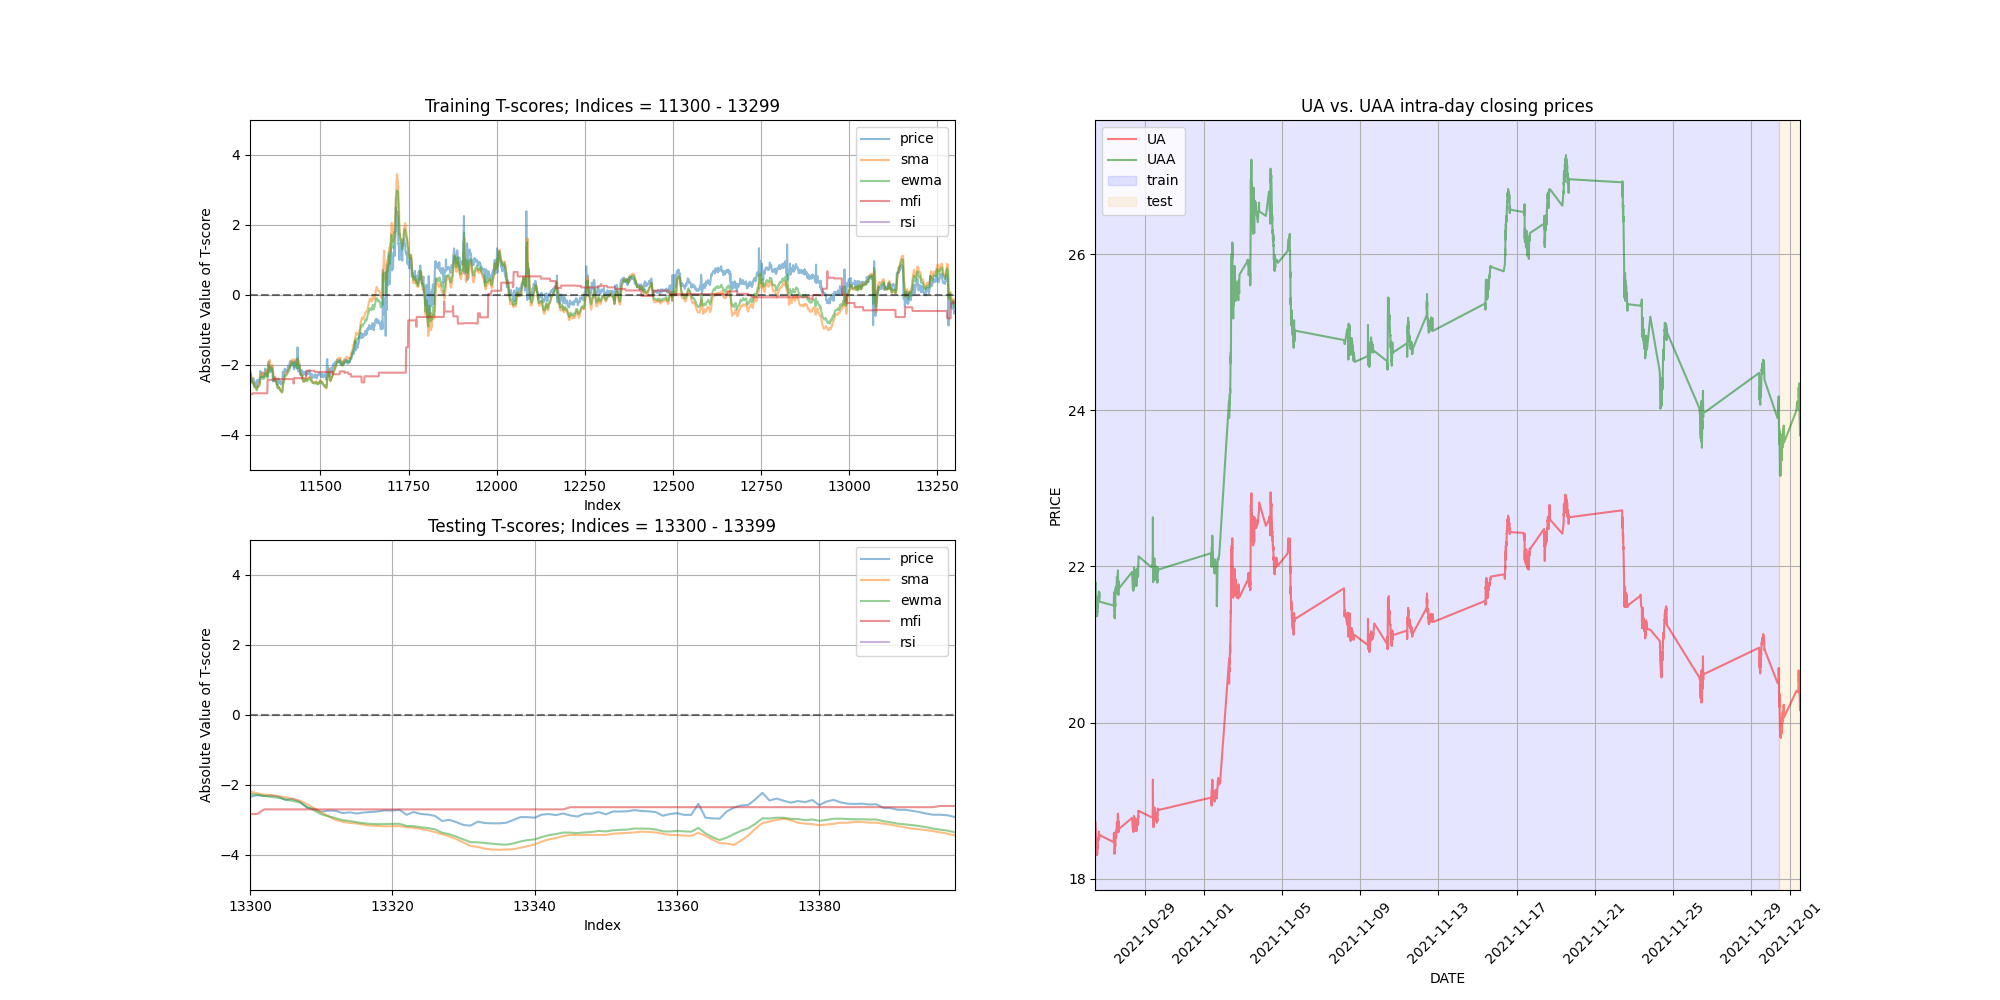 Training T-scores; Indices = 11300 - 13299
Absolute Value of T-score
4
2
0
−2
−4
price
sma
ewma
mfi
rsi
11500
11750
12000
12250
12500
12750
13000
13250
Index
Testing T-scores; Indices = 13300 - 13399
Absolute Value of T-score
4
2
0
−2
−4
price
sma
ewma
mfi
rsi
13300
13320
13340
13360
13380
Index
UA vs. UAA intra-day closing prices
PRICE
26
24
22
20
18
UA
UAA
train
test
2021-10-29
2021-11-01
2021-11-05
2021-11-09
2021-11-13
2021-11-17
2021-11-21
2021-11-25
2021-11-29
2021-12-01
DATE